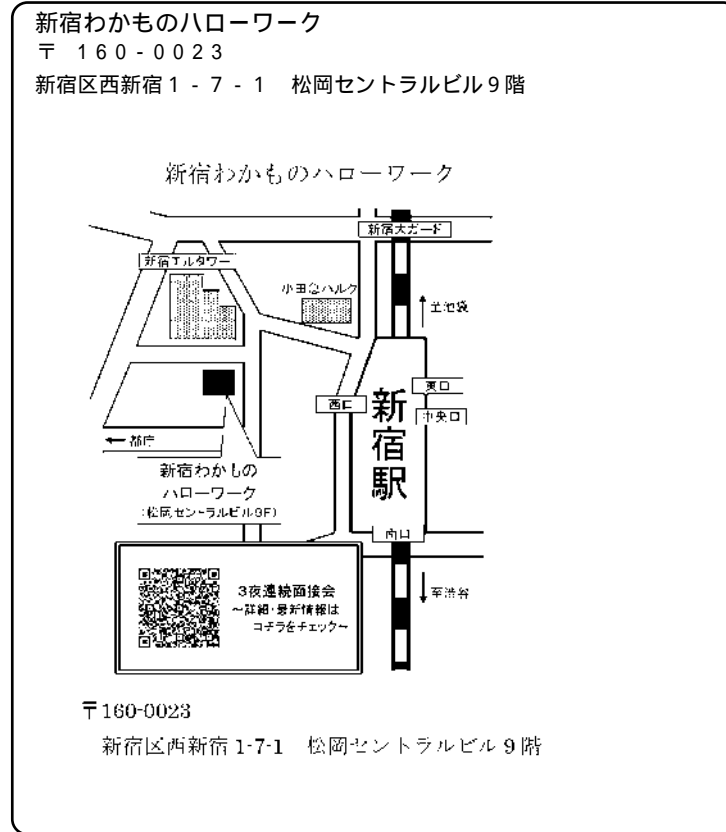 新宿わかものハローワーク
〒 160-0023
新宿区西新宿1-7-1 松岡セントラルビル9階
新宿わかものハローワーク
新宿大ガード
新宿エルタワー
小田急ハルク
↑至池袋
東口
西口
中央口
新宿駅
← 都庁
新宿わかもの
ハローワーク
(松岡セントラルビル9F)
南口
3夜連続面接会
~詳細・最新情報は
コチラをチェック~
↓至渋谷
〒160-0023
新宿区西新宿1-7-1 松岡セントラルビル9階